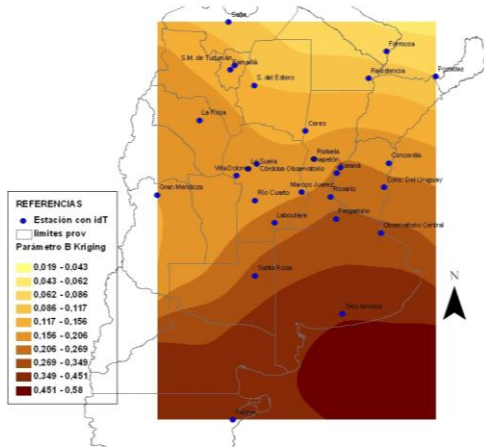 Salta
Formosa
S.M. de Tucumán
Famaillá
Resistencia
Posadas
S. del Estero
La Rioja
Ceres
Rafaela
Concordia
La Suela
Villa Dolores
Córdoba Observatorio
Paraná
Gran Mendoza
Marcos Juarez
Conc. Del Uruguay
Río Cuarto
Rosario
Laboulaye
Pergamino
Observatorio Central
Santa Rosa
Tres Arroyos
N
REFERENCIAS
Estación con idT
limites prov
Parámetro B Kriging
0,019 - 0,043
0,043 - 0,062
0,062 - 0,086
0,086 - 0,117
0,117 - 0,156
0,156 - 0,206
0,206 - 0,269
0,269 - 0,349
0,349 - 0,451
0,451 - 0,58